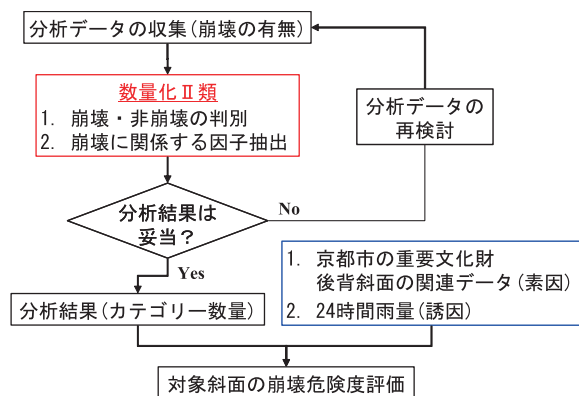 分析データの収集(崩壊の有無)
数量化Ⅱ類
1. 崩壊・非崩壊の判別
2. 崩壊に関係する因子抽出
分析データの
再検討
分析結果は
妥当?
No
Yes
1. 京都市の重要文化財
後背斜面の関連データ(素因)
2. 24時間雨量(誘因)
分析結果(カテゴリー数量)
対象斜面の崩壊危険度評価